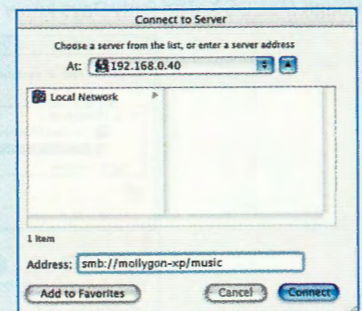 Connect to Server
Choose a server from the list, or enter a server address
At: 192.168.0.40
Local Network
1 item
Address: smb://mollygon-xp/music
Add to Favorites
Cancel
Connect